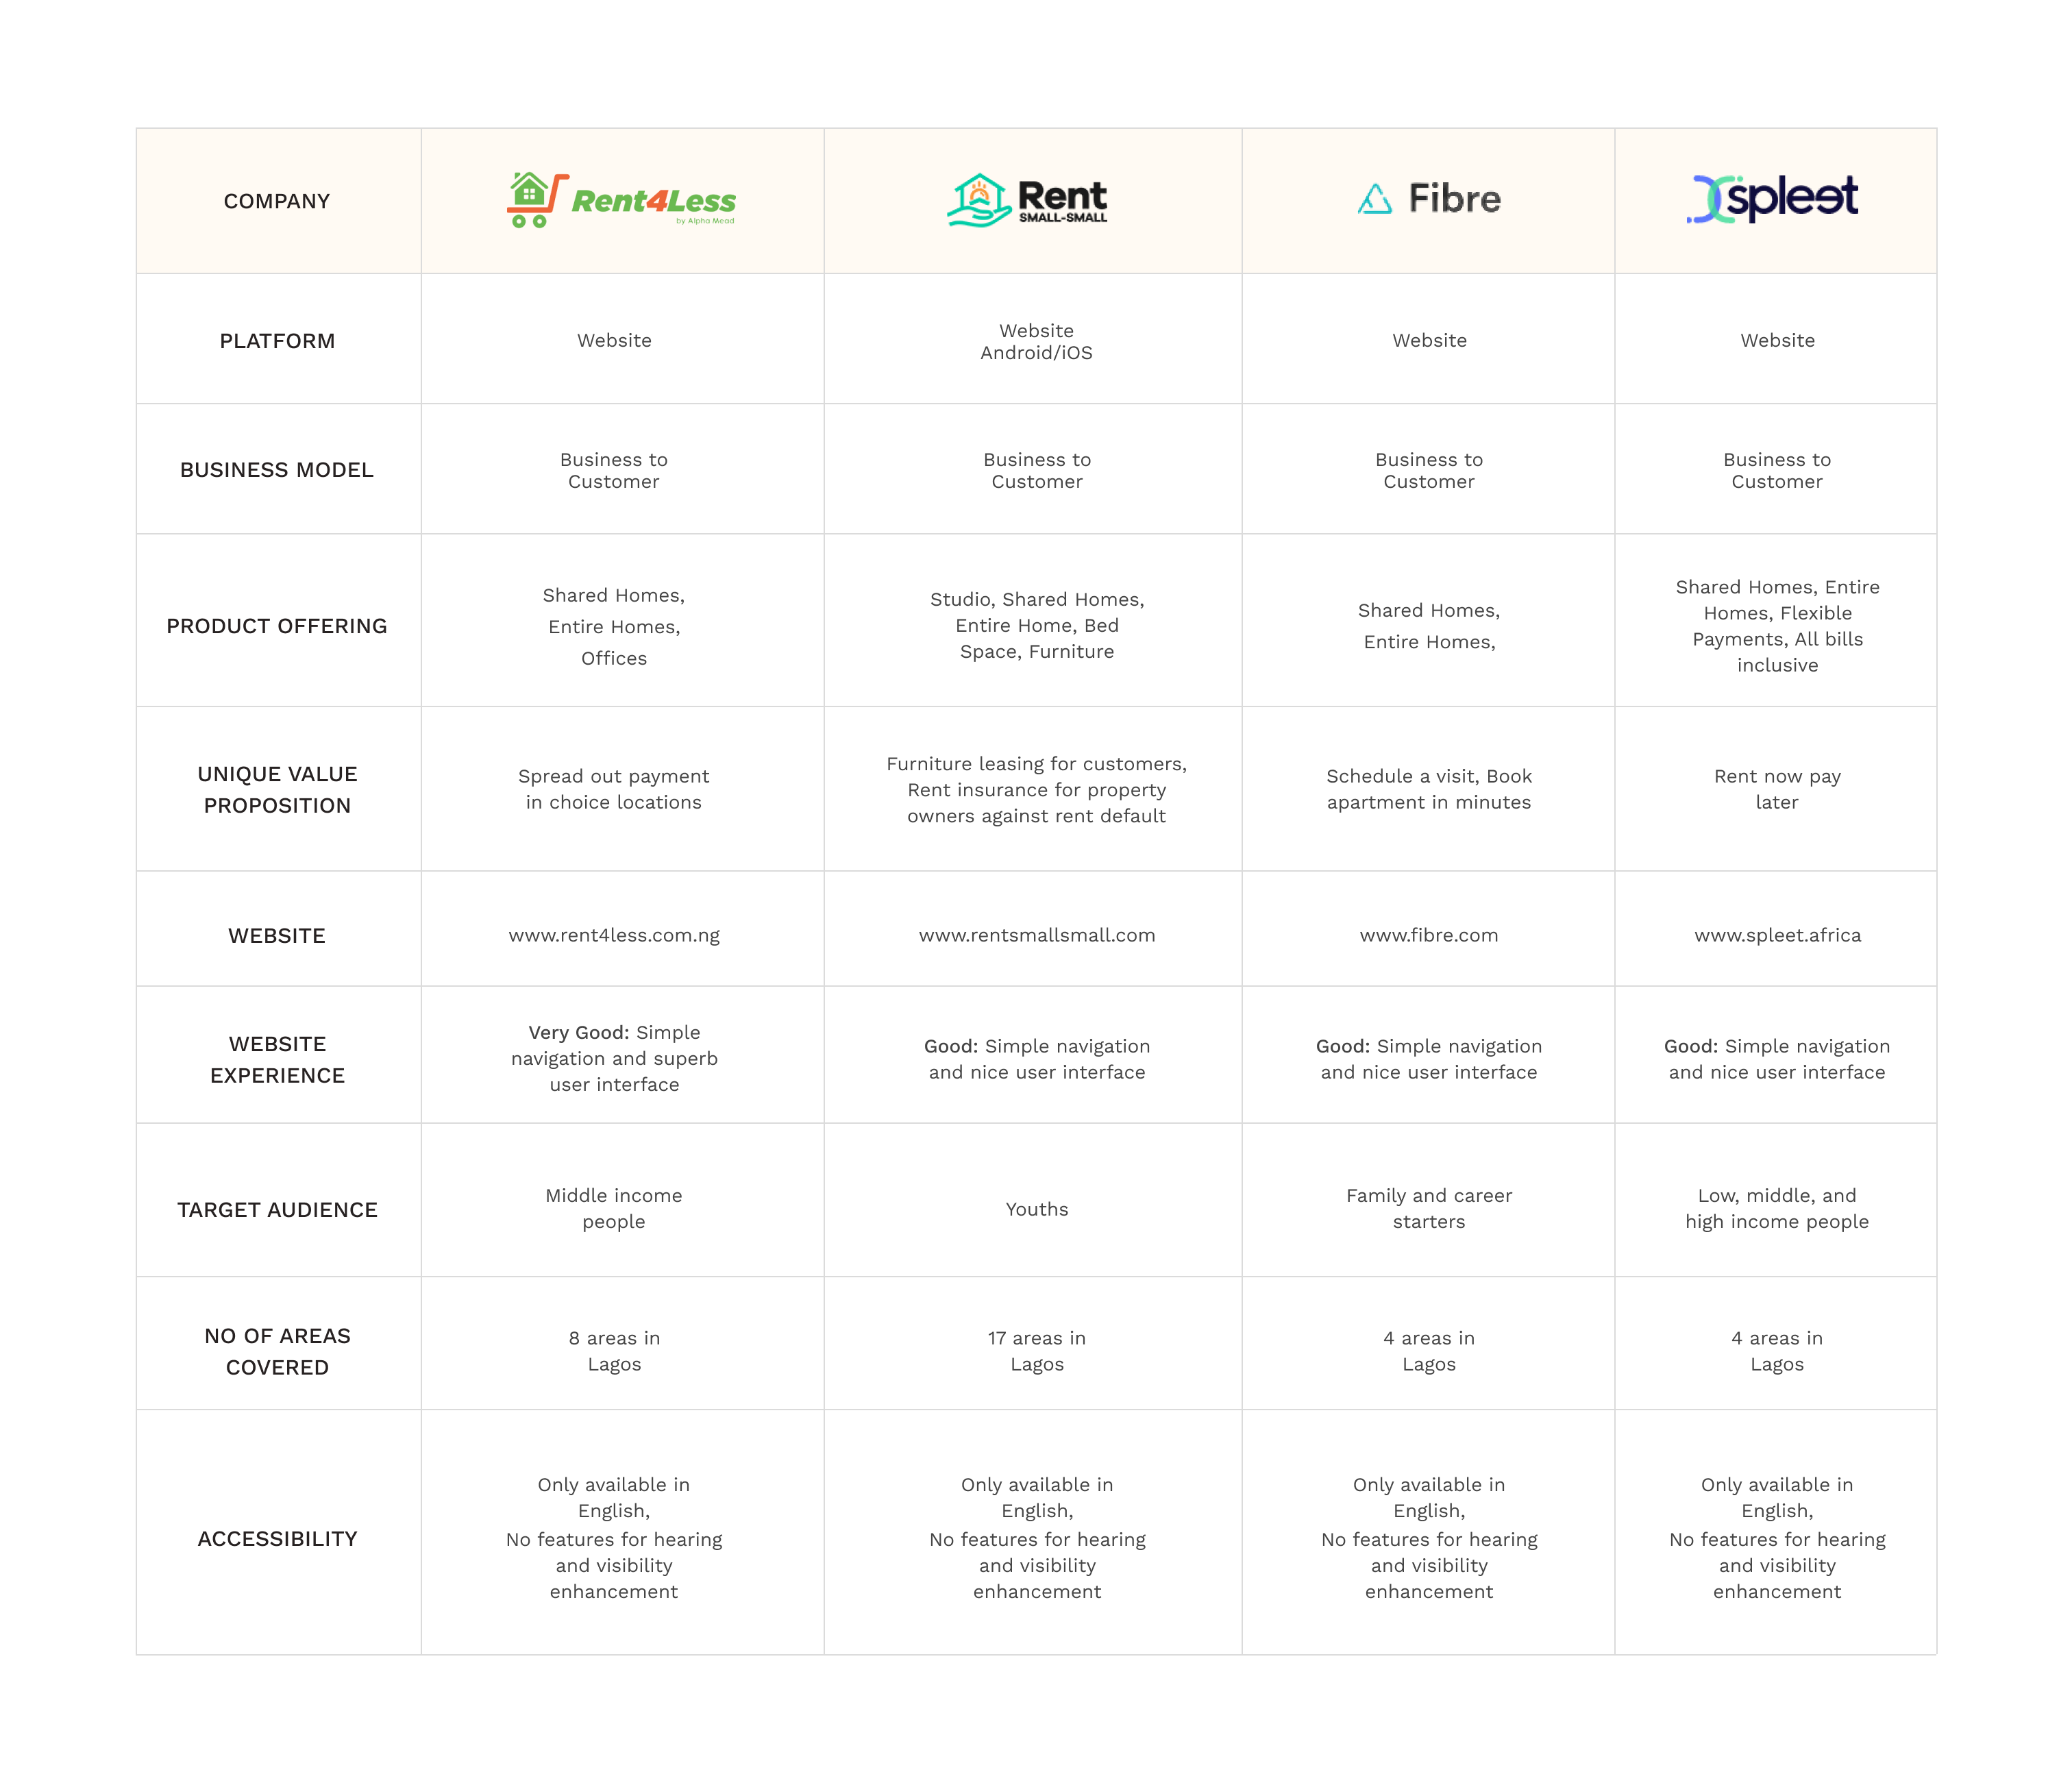 COMPANY
Rent4Less
by Alpha Mead
Rent
SMALL-SMALL
Fibre
spleet
PLATFORM
Website
Website
Android/iOS
Website
Website
BUSINESS MODEL
Business to
Customer
Business to
Customer
Business to
Customer
Business to
Customer
PRODUCT OFFERING
Shared Homes,
Entire Homes,
Offices
Studio, Shared Homes,
Entire Home, Bed
Space, Furniture
Shared Homes,
Entire Homes,
Shared Homes, Entire
Homes, Flexible
Payments, All bills
inclusive
UNIQUE VALUE
PROPOSITION
Spread out payment
in choice locations
Furniture leasing for customers,
Rent insurance for property
owners against rent default
Schedule a visit, Book
apartment in minutes
Rent now pay
later
WEBSITE
www.rent4less.com.ng
www.rentsmallsmall.com
www.fibre.com
www.spleet.africa
WEBSITE
EXPERIENCE
Very Good: Simple
navigation and superb
user interface
Good: Simple navigation
and nice user interface
Good: Simple navigation
and nice user interface
Good: Simple navigation
and nice user interface
TARGET AUDIENCE
Middle income
people
Youths
Family and career
starters
Low, middle, and
high income people
NO OF AREAS
COVERED
8 areas in
Lagos
17 areas in
Lagos
4 areas in
Lagos
4 areas in
Lagos
ACCESSIBILITY
Only available in
English,
No features for hearing
and visibility
enhancement
Only available in
English,
No features for hearing
and visibility
enhancement
Only available in
English,
No features for hearing
and visibility
enhancement
Only available in
English,
No features for hearing
and visibility
enhancement